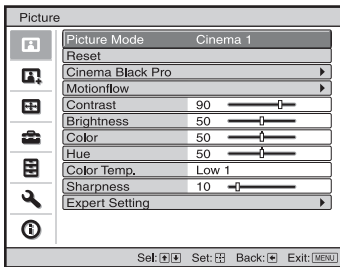 Picture
Picture Mode Cinema 1
Reset
Cinema Black Pro
Motionflow
Contrast 90
Brightness 50
Color 50
Hue 50
Color Temp. Low 1
Sharpness 10
Expert Setting
Sel: Set: Back: Exit: MENU